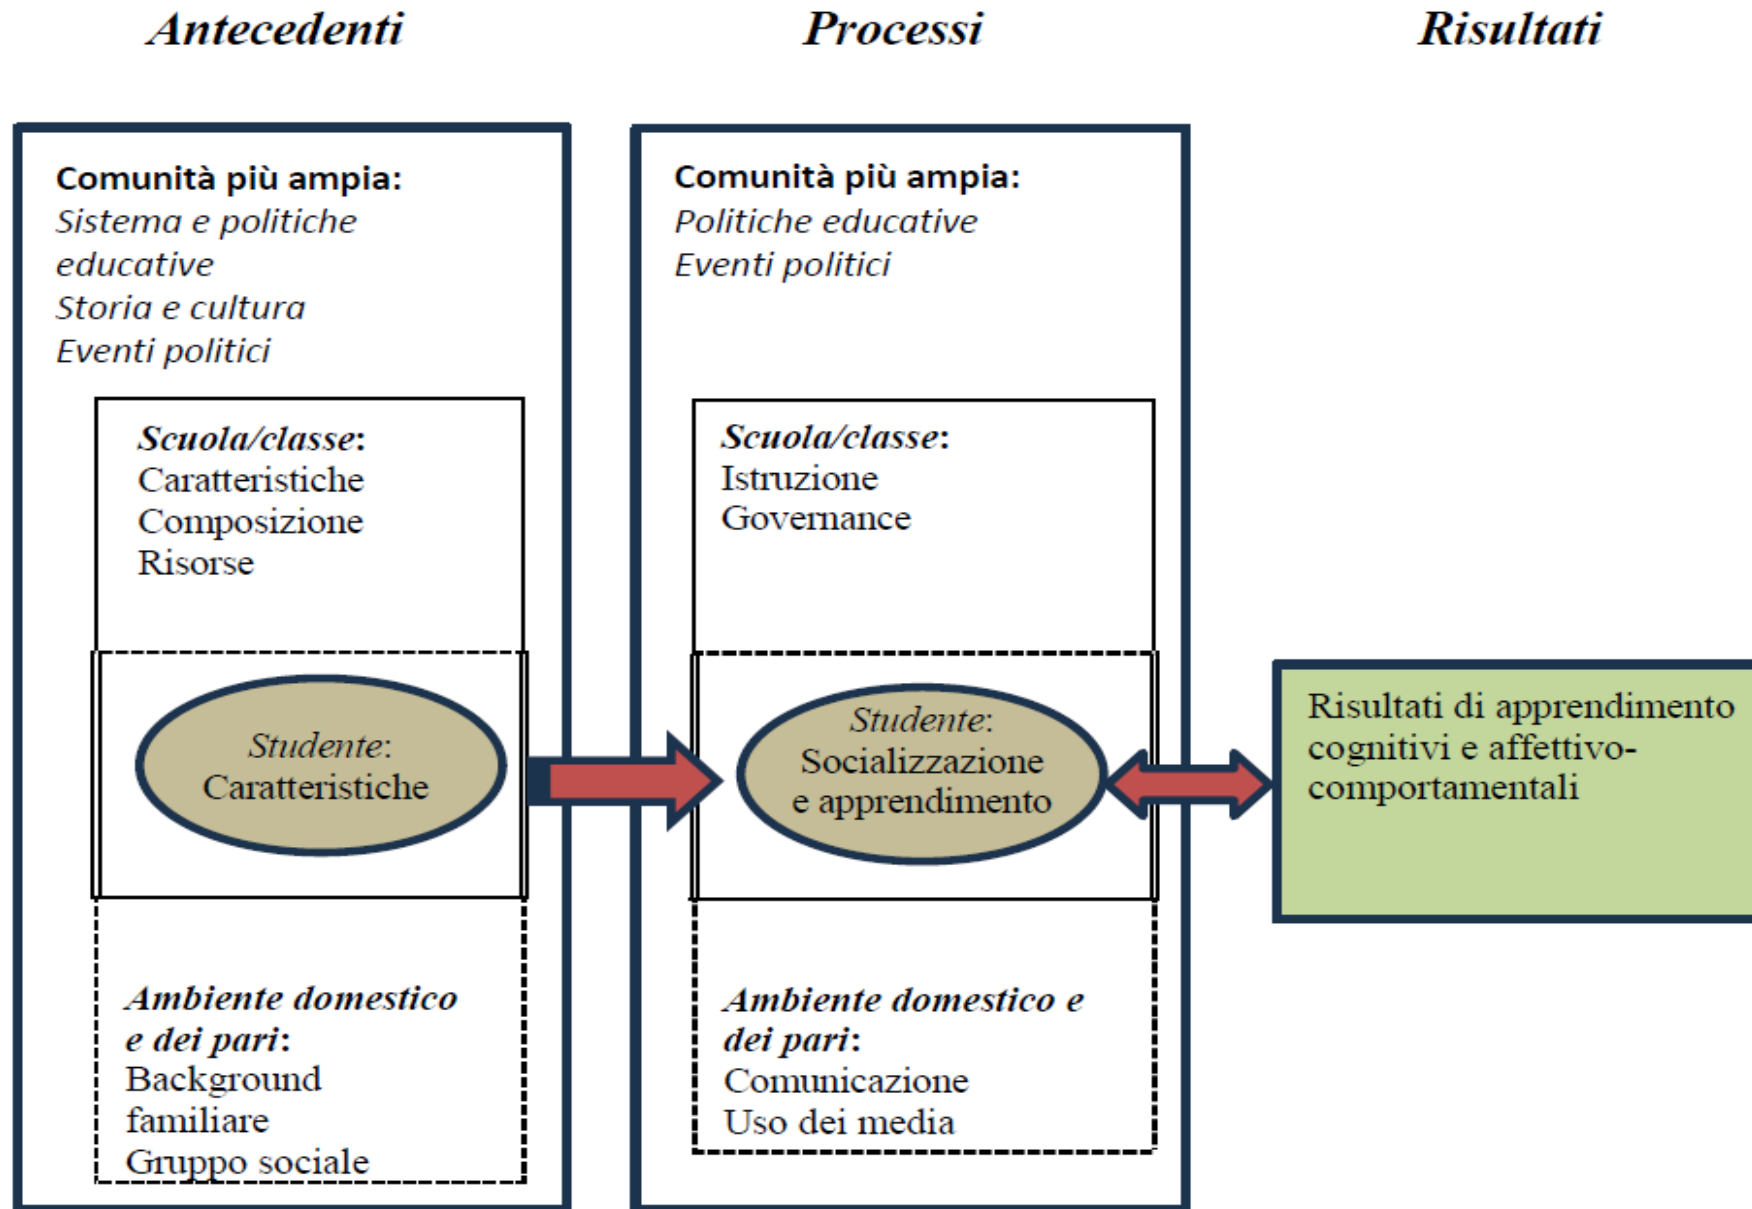 Antecedenti
Processi
Risultati
Comunità più ampia:
Sistema e politiche
educative
Storia e cultura
Eventi politici
Scuola/classe:
Caratteristiche
Composizione
Risorse
Studente:
Caratteristiche
Ambiente domestico
e dei pari:
Background
familiare
Gruppo sociale
Comunità più ampia:
Politiche educative
Eventi politici
Scuola/classe:
Istruzione
Governance
Studente:
Socializzazione
e apprendimento
Ambiente domestico e
dei pari:
Comunicazione
Uso dei media
Risultati di apprendimento
cognitivi e affettivo-
comportamentali